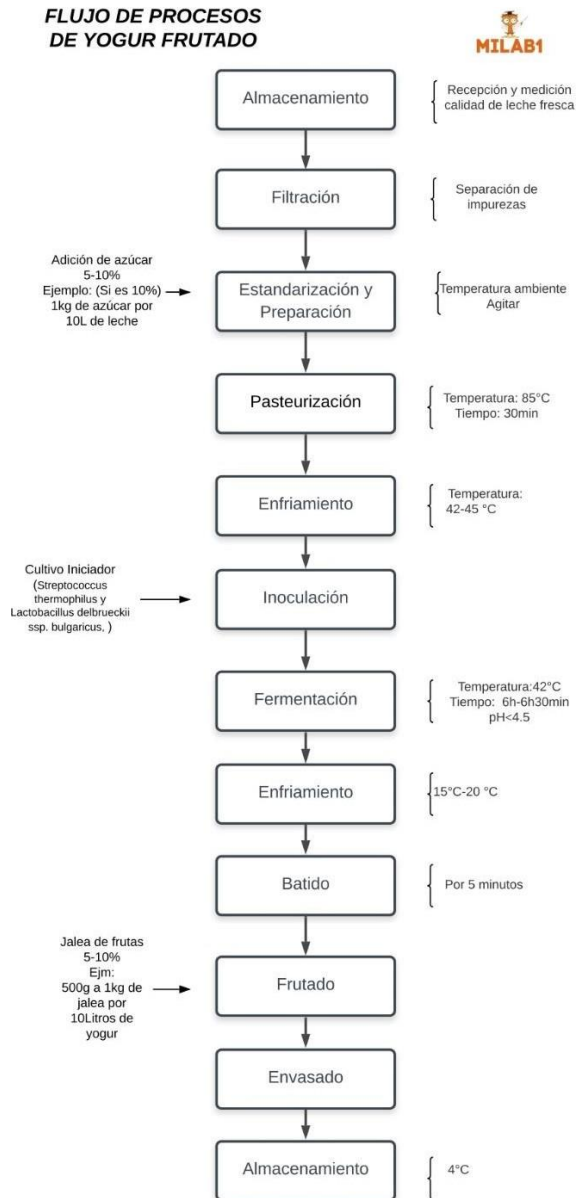 FLUJO DE PROCESOS
DE YOGUR FRUTADO
MILAB1
Almacenamiento
Recepción y medición
calidad de leche fresca
Filtración
Separación de
impurezas
Adición de azúcar
5-10%
Ejemplo: (Si es 10%)
1kg de azúcar por
10L de leche
Estandarización y
Preparación
Temperatura ambiente
Agitar
Pasteurización
Temperatura: 85°C
Tiempo: 30min
Enfriamiento
Temperatura:
42-45 °C
Cultivo Iniciador
(Streptococcus
thermophilus y
Lactobacillus delbrueckii
ssp. bulgaricus, )
Inoculación
Fermentación
Temperatura:42°C
Tiempo: 6h-6h30min
pH<4.5
Enfriamiento
15°C-20 °C
Batido
Por 5 minutos
Jalea de frutas
5-10%
Ejm:
500g a 1kg de
jalea por
10Litros de
yogur
Frutado
Envasado
Almacenamiento
4°C